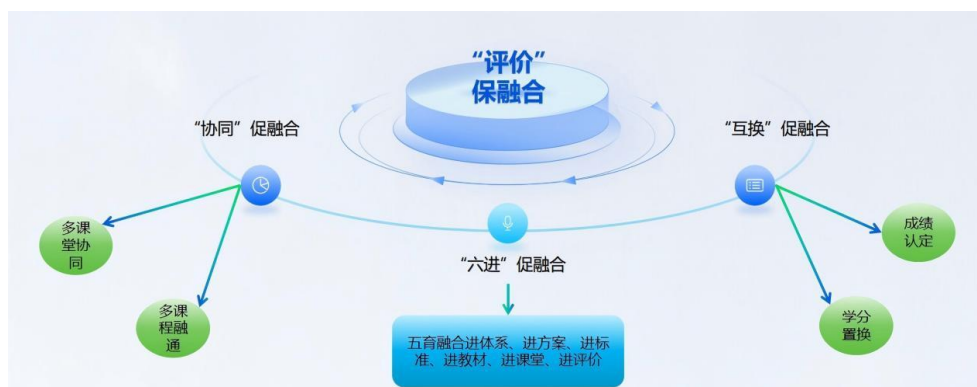 “评价”
保融合
“协同”促融合
“互换”促融合
多课
堂协
同
成绩
认定
“六进”促融合
多课
程融
通
学分
置换
五育融合进体系、进方案、进标
准、进教材、进课堂、进评价